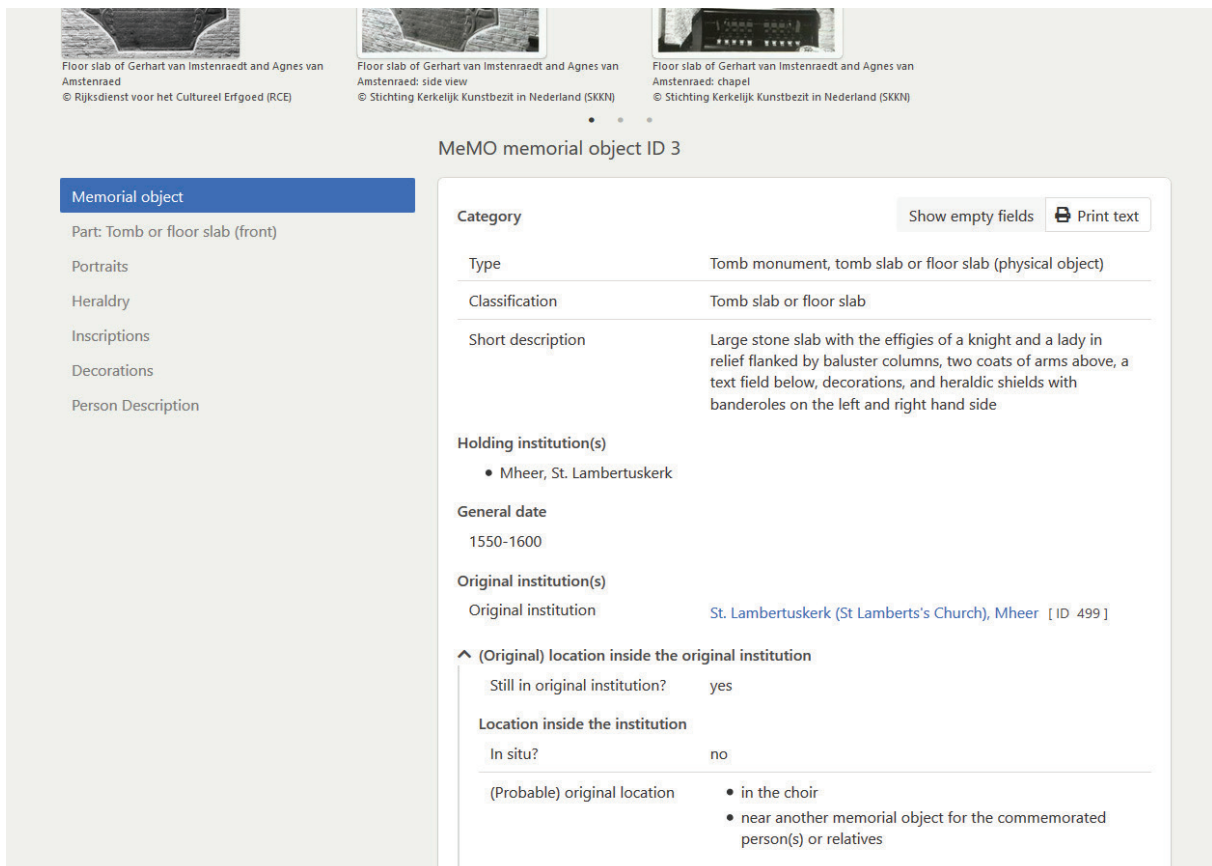 Floor slab of Gerhart van Imstenraedt and Agnes van
Amstenraed
© Rijksdienst voor het Cultureel Erfgoed (RCE)
Floor slab of Gerhart van Imstenraedt and Agnes van
Amstenraed: side view
© Stichting Kerkelijk Kunstbezit in Nederland (SKKN)
Floor slab of Gerhart van Imstenraedt and Agnes van
Amstenraed: chapel
© Stichting Kerkelijk Kunstbezit in Nederland (SKKN)
MeMO memorial object ID 3
Memorial object
Part: Tomb or floor slab (front)
Portraits
Heraldry
Inscriptions
Decorations
Person Description
Category
Show empty fields
Print text
Type
Tomb monument, tomb slab or floor slab (physical object)
Classification
Tomb slab or floor slab
Short description
Large stone slab with the effigies of a knight and a lady in
relief flanked by baluster columns, two coats of arms above, a
text field below, decorations, and heraldic shields with
banderoles on the left and right hand side
Holding institution(s)
• Mheer, St. Lambertuskerk
General date
1550-1600
Original institution(s)
Original institution
St. Lambertuskerk (St Lamberts's Church), Mheer [ ID 499 ]
(Original) location inside the original institution
Still in original institution?
yes
Location inside the institution
In situ?
no
(Probable) original location
• in the choir
• near another memorial object for the commemorated
person(s) or relatives